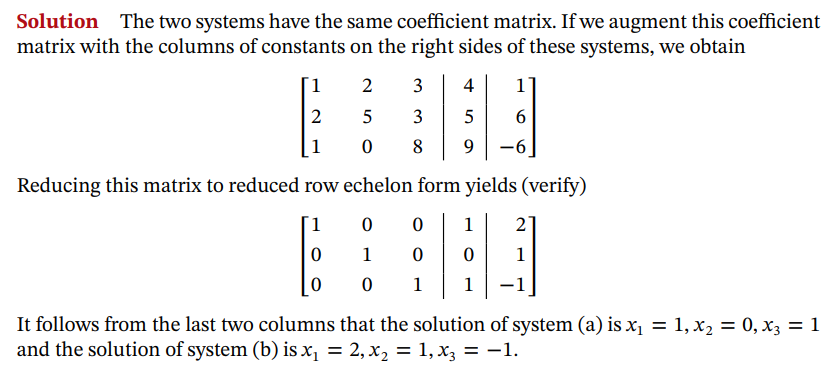 Solution The two systems have the same coefficient matrix. If we augment this coefficient
matrix with the columns of constants on the right sides of these systems, we obtain
1 2 3 4 1
2 5 3 5 6
1 0 8 9 −6
Reducing this matrix to reduced row echelon form yields (verify)
1 0 0 1 2
0 1 0 0 1
0 0 1 1 −1
It follows from the last two columns that the solution of system (a) is x₁ = 1, x₂ = 0, x₃ = 1
and the solution of system (b) is x₁ = 2, x₂ = 1, x₃ = −1.